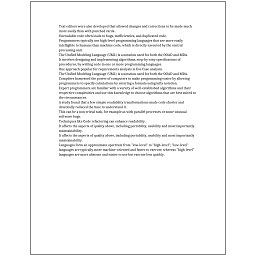 Text editors were also developed that allowed changes and corrections to be made much
more easily than with punched cards.
Unreadable code often leads to bugs, inefficiencies, and duplicated code.
Programmers typically use high-level programming languages that are more easily
intelligible to humans than machine code, which is directly executed by the central
processing unit.
The Unified Modeling Language (UML) is a notation used for both the OOAD and MDA.
It involves designing and implementing algorithms, step-by-step specifications of
procedures, by writing code in one or more programming languages.
One approach popular for requirements analysis is Use Case analysis.
The Unified Modeling Language (UML) is a notation used for both the OOAD and MDA.
Compilers harnessed the power of computers to make programming easier by allowing
programmers to specify calculations by entering a formula using infix notation.
Expert programmers are familiar with a variety of well-established algorithms and their
respective complexities and use this knowledge to choose algorithms that are best suited to
the circumstances.
A study found that a few simple readability transformations made code shorter and
drastically reduced the time to understand it.
This can be a non-trivial task, for example as with parallel processes or some unusual
software bugs.
Techniques like Code refactoring can enhance readability.
It affects the aspects of quality above, including portability, usability and most importantly
maintainability.
It affects the aspects of quality above, including portability, usability and most importantly
maintainability.
Languages form an approximate spectrum from "low-level" to "high-level"; "low-level"
languages are typically more machine-oriented and faster to execute, whereas "high-level"
languages are more abstract and easier to use but execute less quickly.